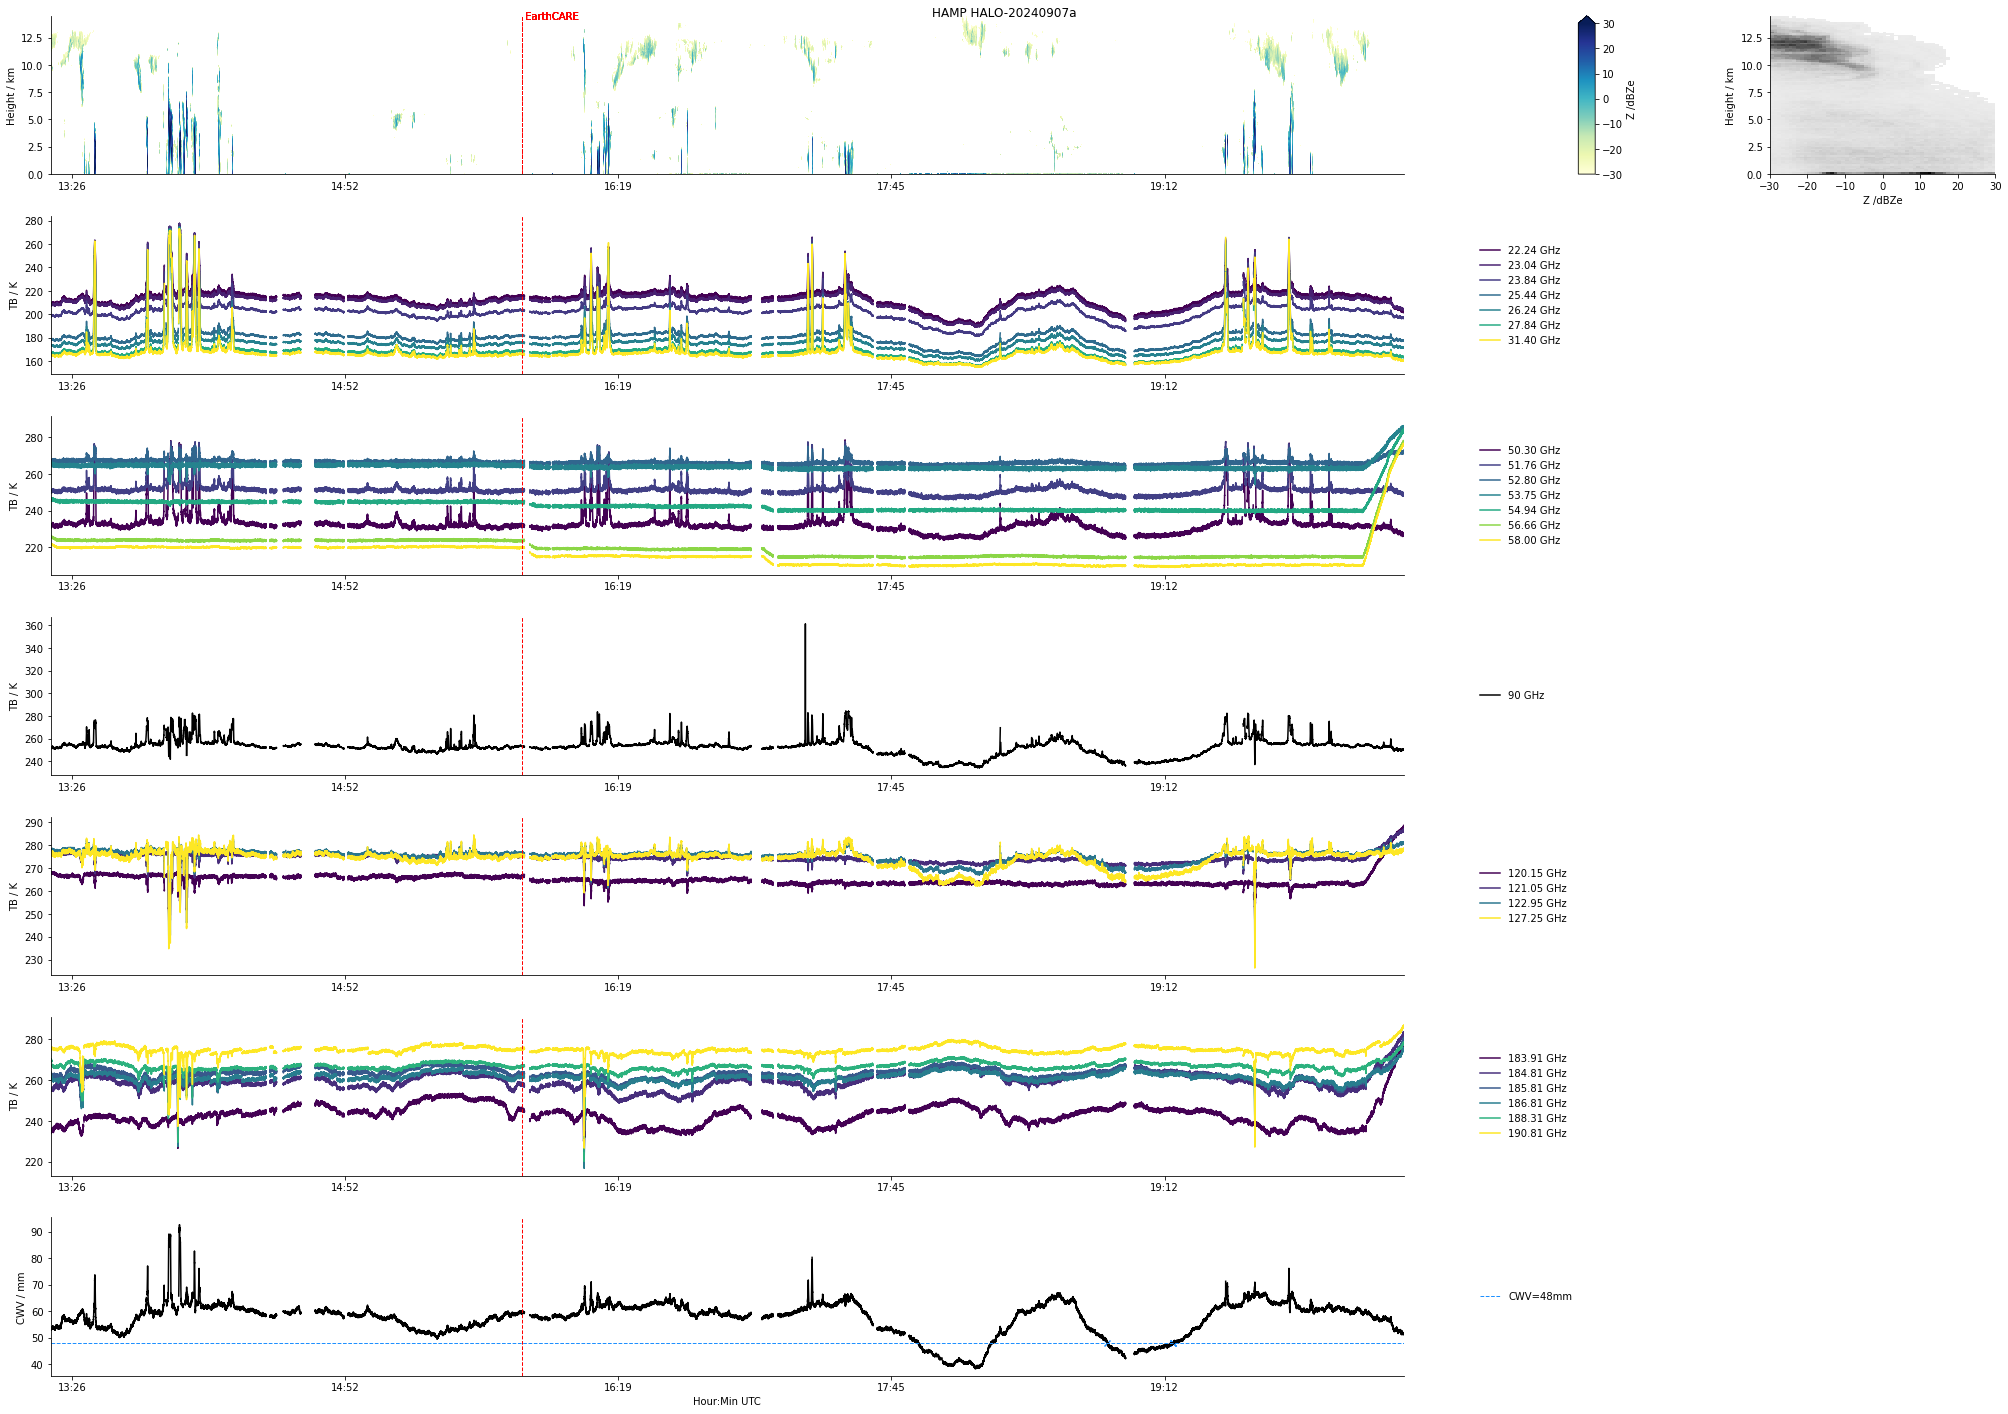 HAMP HALO-20240907a
EarthCARE
Height / km
12.5
10.0
7.5
5.0
2.5
0.0
13:26 14:52 16:19 17:45 19:12
30
20
10
0
−10
−20
−30
Z /dBZe
Height / km
12.5
10.0
7.5
5.0
2.5
0.0
−30 −20 −10 0 10 20 30
Z /dBZe
TB / K
280
260
240
220
200
180
160
13:26 14:52 16:19 17:45 19:12
22.24 GHz
23.04 GHz
23.84 GHz
25.44 GHz
26.24 GHz
27.84 GHz
31.40 GHz
TB / K
280
260
240
220
13:26 14:52 16:19 17:45 19:12
50.30 GHz
51.76 GHz
52.80 GHz
53.75 GHz
54.94 GHz
56.66 GHz
58.00 GHz
TB / K
360
340
320
300
280
260
240
13:26 14:52 16:19 17:45 19:12
90 GHz
TB / K
290
280
270
260
250
240
230
13:26 14:52 16:19 17:45 19:12
120.15 GHz
121.05 GHz
122.95 GHz
127.25 GHz
TB / K
280
260
240
220
13:26 14:52 16:19 17:45 19:12
183.91 GHz
184.81 GHz
185.81 GHz
186.81 GHz
188.31 GHz
190.81 GHz
CWV / mm
90
80
70
60
50
40
13:26 14:52 16:19 17:45 19:12
Hour:Min UTC
CWV=48mm